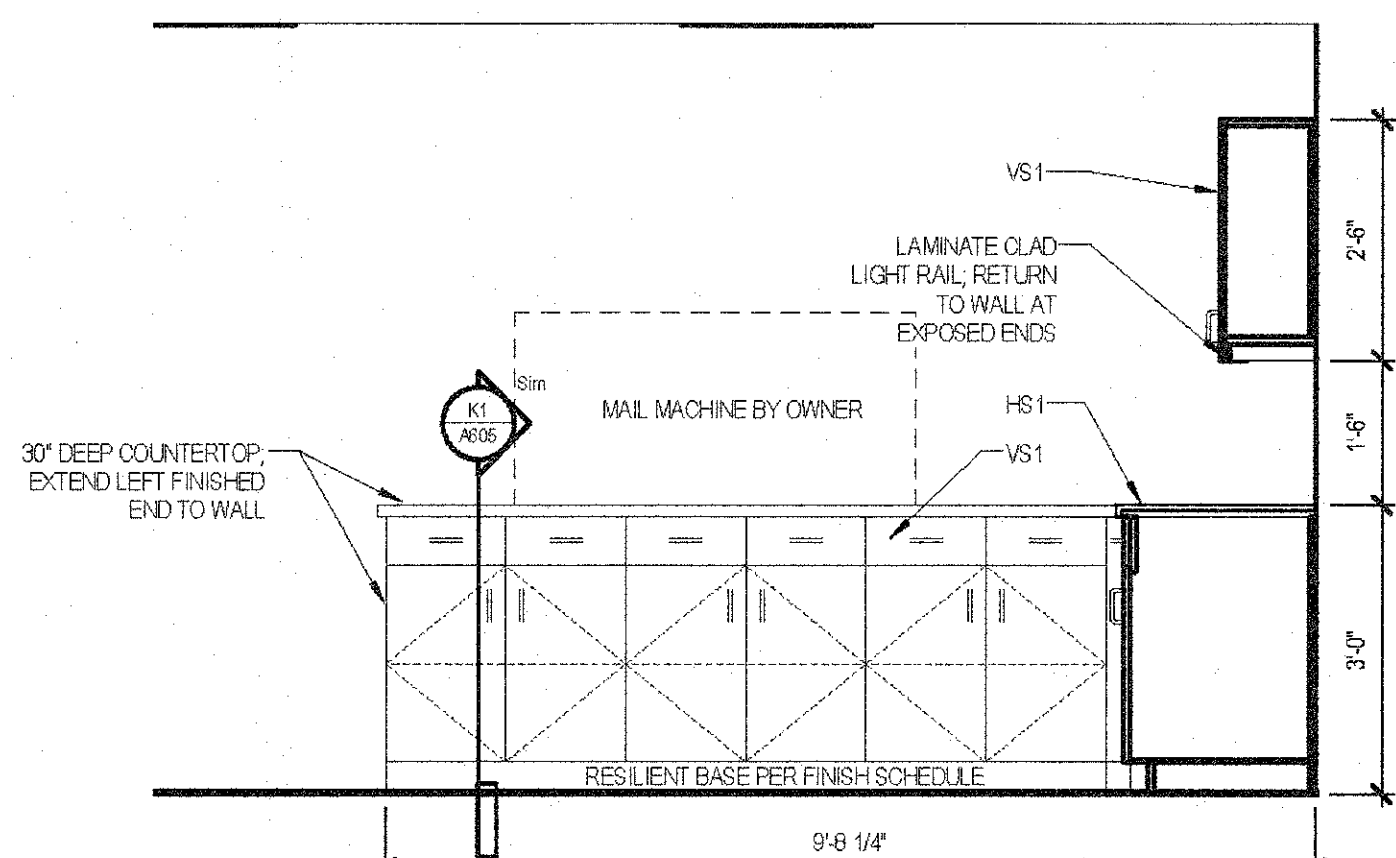 VS1
LAMINATE CLAD
LIGHT RAIL; RETURN
TO WALL AT
EXPOSED ENDS
2'-6"
Sim
K1
A605
MAIL MACHINE BY OWNER
HS1
VS1
1'-6"
30" DEEP COUNTERTOP;
EXTEND LEFT FINISHED
END TO WALL
3'-0"
RESILIENT BASE PER FINISH SCHEDULE
9'-8 1/4"